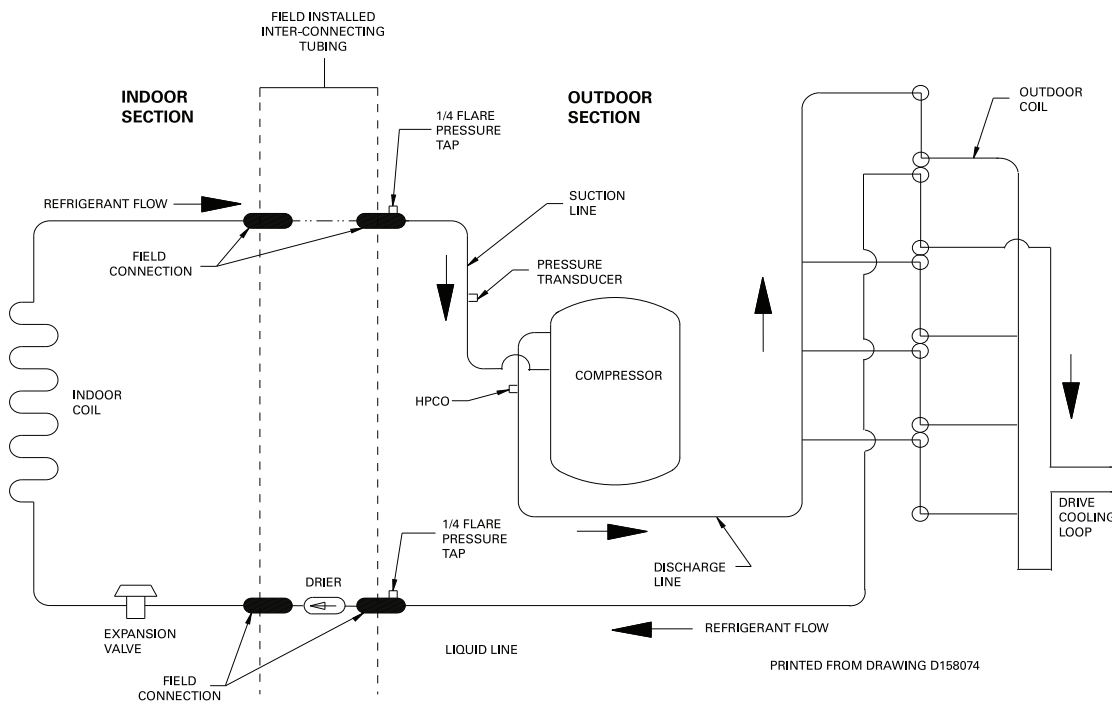 FIELD INSTALLED
INTER-CONNECTING
TUBING
INDOOR
SECTION
OUTDOOR
SECTION
1/4 FLARE
PRESSURE
TAP
OUTDOOR
COIL
REFRIGERANT FLOW
SUCTION
LINE
FIELD
CONNECTION
PRESSURE
TRANSDUCER
COMPRESSOR
INDOOR
COIL
HPCO
1/4 FLARE
PRESSURE
TAP
DRIVE
COOLING
LOOP
DISCHARGE
LINE
DRIER
EXPANSION
VALVE
REFRIGERANT FLOW
LIQUID LINE
PRINTED FROM DRAWING D158074
FIELD
CONNECTION